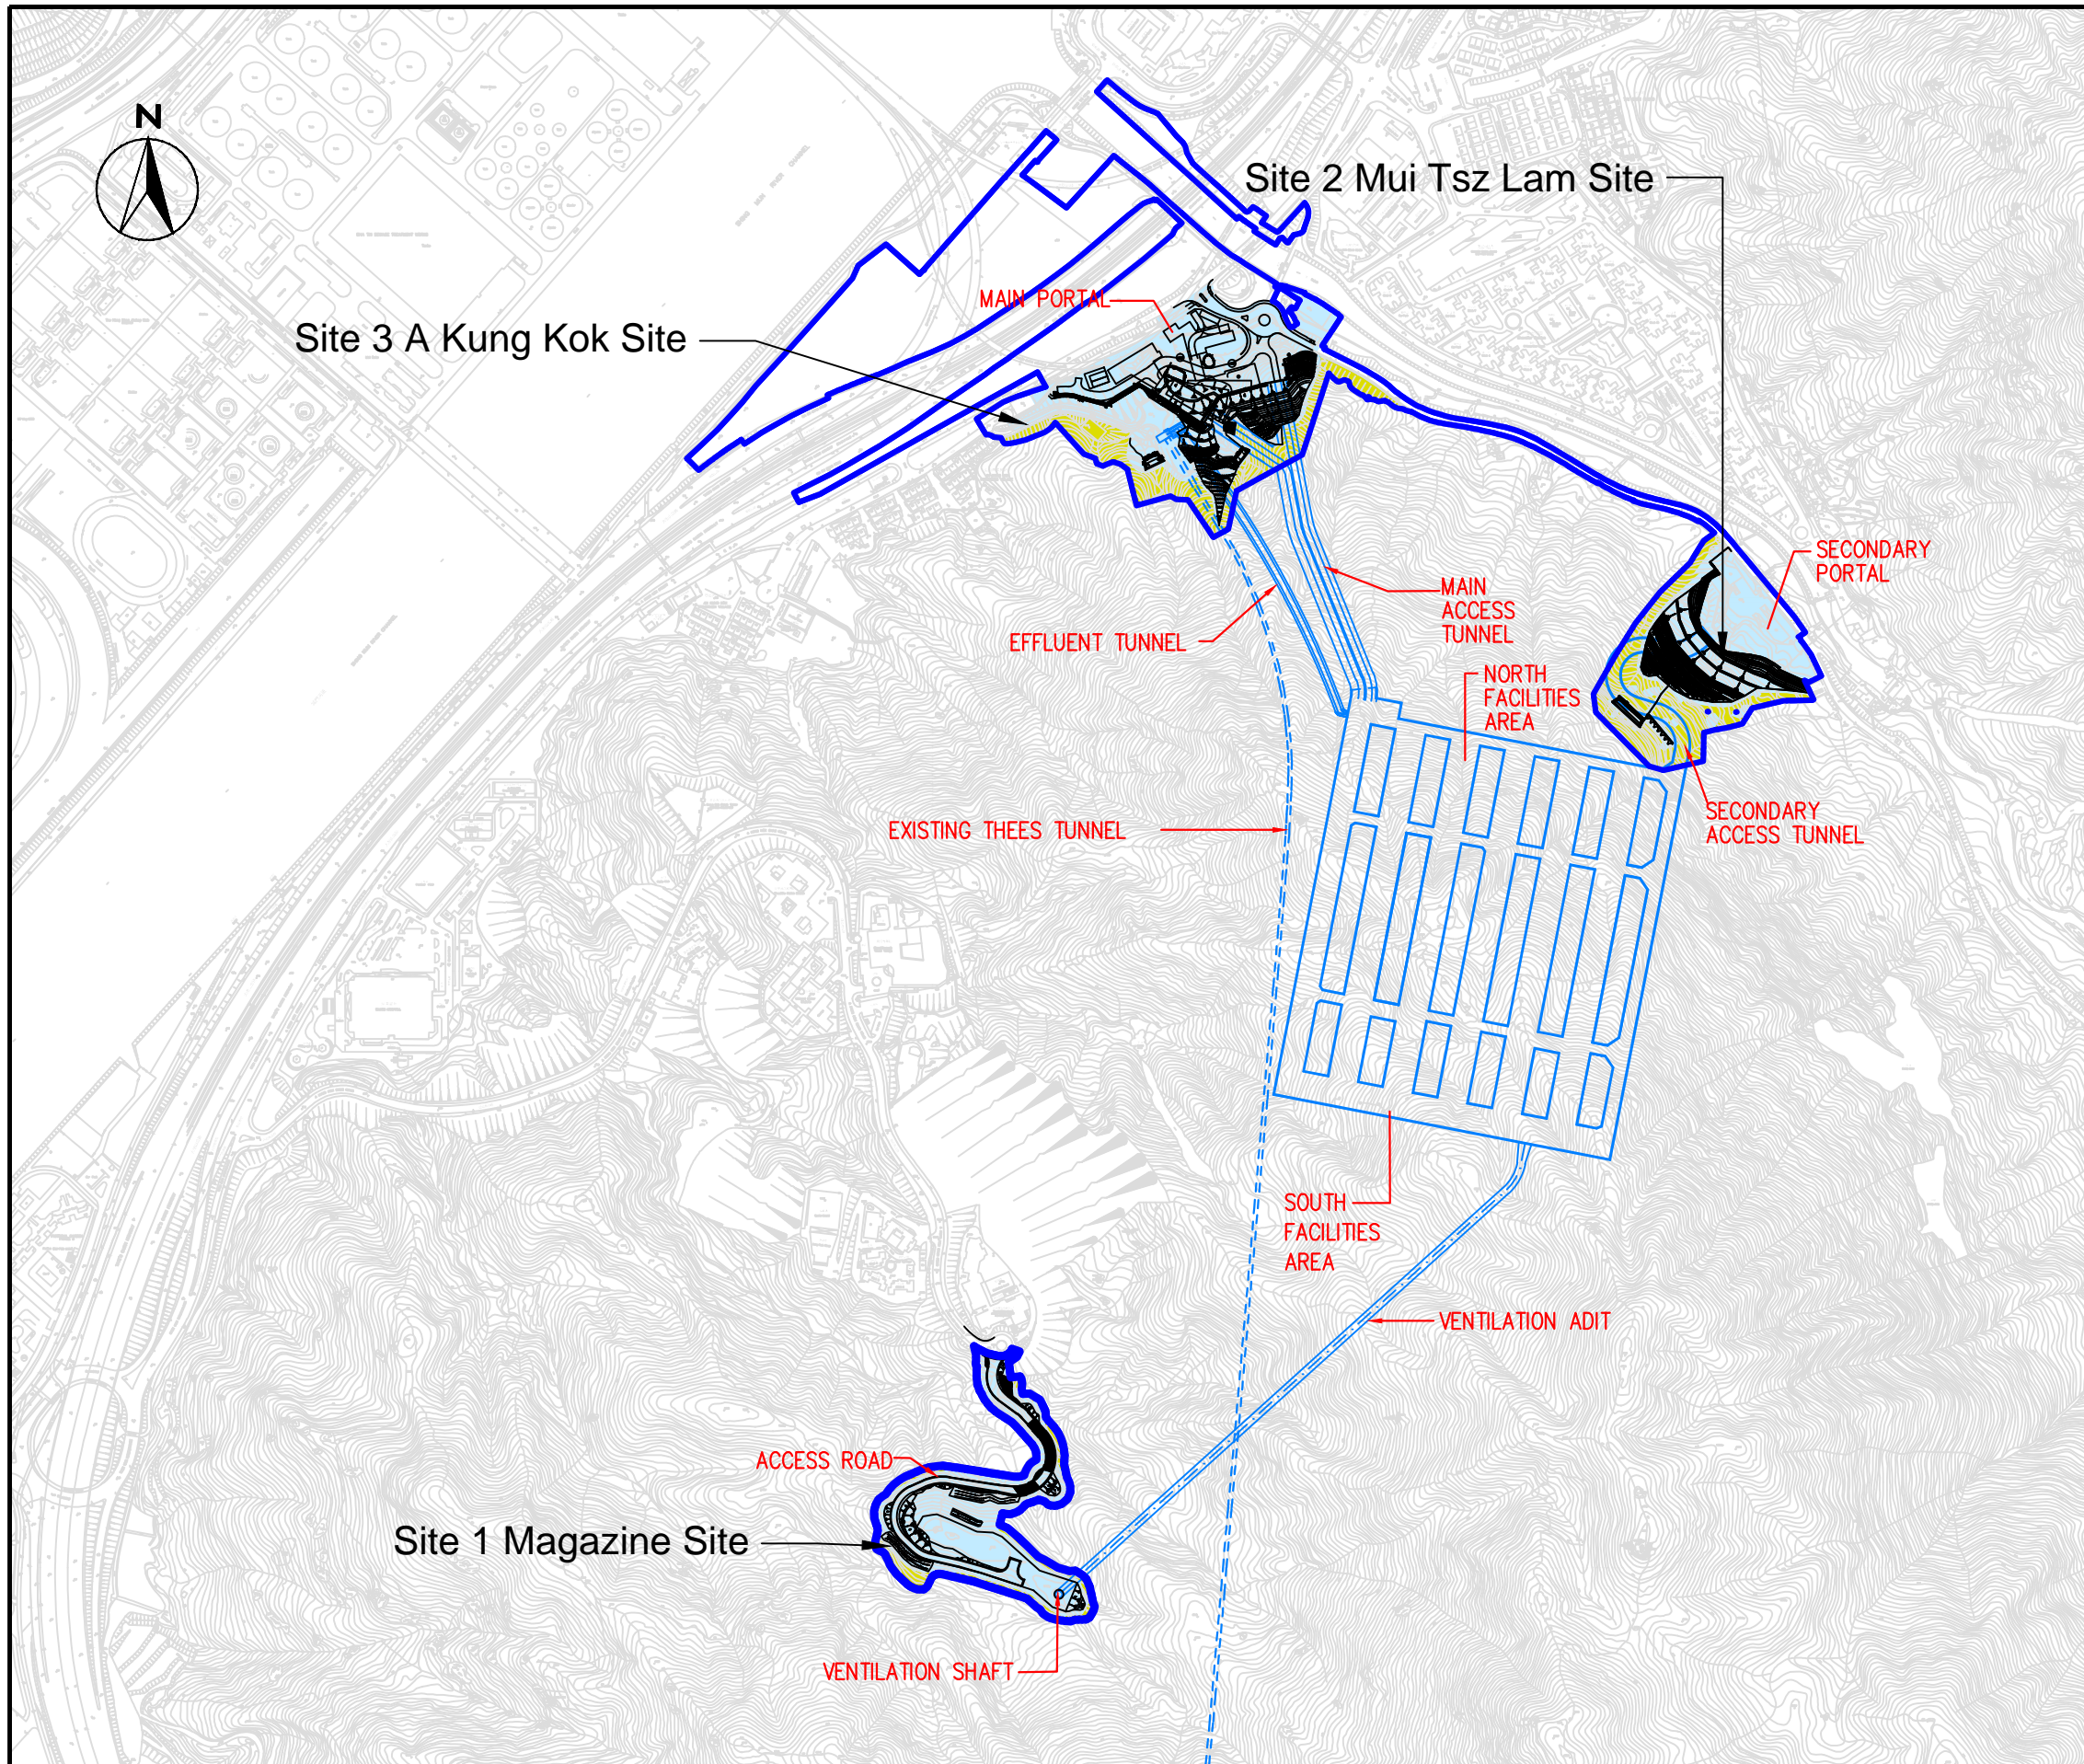 N
Site 2 Mui Tsz Lam Site
MAIN PORTAL
Site 3 A Kung Kok Site
SECONDARY
PORTAL
MAIN
ACCESS
TUNNEL
EFFLUENT TUNNEL
NORTH
FACILITIES
AREA
EXISTING THEES TUNNEL
SECONDARY
ACCESS TUNNEL
SOUTH
FACILITIES
AREA
VENTILATION ADIT
ACCESS ROAD
Site 1 Magazine Site
VENTILATION SHAFT